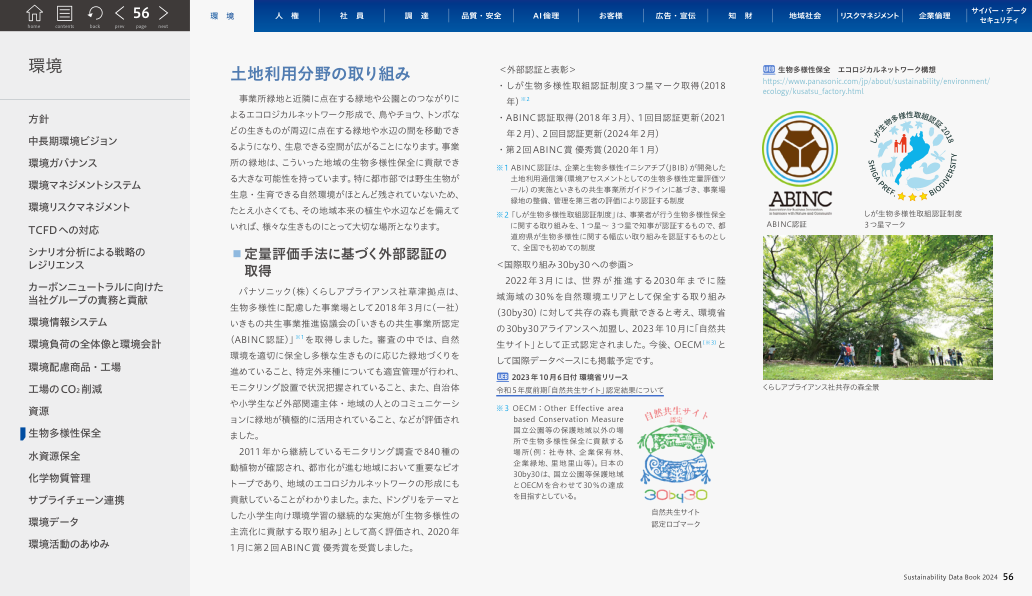 home contents back prev 56 page next
環 境
人 権
社 員
調 達
品質・安全
AI倫理
お客様
広告・宣伝
知 財
地域社会
リスクマネジメント
企業倫理
サイバー・データ
セキュリティ
環境
方針
中長期環境ビジョン
環境ガバナンス
環境マネジメントシステム
環境リスクマネジメント
TCFDへの対応
シナリオ分析による戦略の
レジリエンス
カーボンニュートラルに向けた
当社グループの責務と貢献
環境情報システム
環境負荷の全体像と環境会計
環境配慮商品・工場
工場のCO₂削減
資源
生物多様性保全
水資源保全
化学物質管理
サプライチェーン連携
環境データ
環境活動のあゆみ
土地利用分野の取り組み
事業所緑地と近隣に点在する緑地や公園とのつながりに
よるエコロジカルネットワーク形成で、鳥やチョウ、トンボな
どの生きものが周辺に点在する緑地や水辺の間を移動でき
るようになり、生息できる空間が広がることになります。事業
所の緑地は、こういった地域の生物多様性保全に貢献でき
る大きな可能性を持っています。特に都市部では野生生物が
生息・生育できる自然環境がほとんど残されていないため、
たとえ小さくても、その地域本来の植生や水辺などを備えて
いれば、様々な生きものにとって大切な場所となります。
■ 定量評価手法に基づく外部認証の
取得
パナソニック(株) くらしアプライアンス社草津拠点は、
生物多様性に配慮した事業場として2018年3月に(一社)
いきもの共生事業推進協議会の「いきもの共生事業所認定
(ABINC認証)」※1を取得しました。審査の中では、自然
環境を適切に保全し多様な生きものに応じた緑地づくりを
進めていること、特定外来種についても適宜管理が行われ、
モニタリング設置で状況把握されていること、また、自治体
や小学生など外部関連主体・地域の人とのコミュニケーシ
ョンに緑地が積極的に活用されていること、などが評価され
ました。
2011年から継続しているモニタリング調査で840種の
動植物が確認され、都市化が進む地域において重要なビオ
トープであり、地域のエコロジカルネットワークの形成にも
貢献していることがわかりました。また、ドングリをテーマと
した小学生向け環境学習の継続的な実施が「生物多様性の
主流化に貢献する取り組み」として高く評価され、2020年
1月に第2回ABINC賞 優秀賞を受賞しました。
<外部認証と表彰>
・しが生物多様性取組認証制度3つ星マーク取得(2018
年)※2
・ABINC認証取得(2018年3月)、1回目認証更新(2021
年2月)、2回目認証更新(2024年2月)
・第2回ABINC賞 優秀賞(2020年1月)
※1 ABINC認証は、企業と生物多様性イニシアチブ(JBIB)が開発した
土地利用通信簿(環境アセスメントとしての生物多様性定量評価ツ
ール)の実施といきもの共生事業所ガイドラインに基づき、事業場
緑地の整備、管理を第三者の評価により認証する制度
※2 「しが生物多様性取組認証制度」は、事業者が行う生物多様性保全
に関する取り組みを、1つ星〜3つ星で知事が認証するもので、都
道府県が生物多様性に関する幅広い取り組みを認証するものとし
て、全国でも初めての制度
<国際取り組み30by30への参画>
2022年3月には、世界が推進する2030年までに陸
域海域の30%を自然環境エリアとして保全する取り組み
(30by30) に対して共存の森も貢献できると考え、環境省
の30by30アライアンスへ加盟し、2023年10月に「自然共
生サイト」として正式認定されました。今後、OECM(※3)と
して国際データベースにも掲載予定です。
WEB 2023年10月6日付 環境省リリース
令和5年度前期「自然共生サイト」認定結果について
※3 OECM：Other Effective area
based Conservation Measure
国立公園等の保護地域以外の場
所で生物多様性保全に貢献する
場所(例：社寺林、企業保有林、
企業緑地、里地里山等)。日本の
30by30は、国立公園等保護地域
とOECMを合わせて30%の達成
を目指すとしている。
自然共生サイト
認定
30by30
自然共生サイト
認定ロゴマーク
WEB 生物多様性保全 エコロジカルネットワーク構想
https://www.panasonic.com/jp/about/sustainability/environment/
ecology/kusatsu_factory.html
ABINC
ABINC認証
しが生物多様性取組認証 2018
SHIGA PREF. BIODIVERSITY
しが生物多様性取組認証制度
3つ星マーク
くらしアプライアンス社共存の森全景
Sustainability Data Book 2024 56